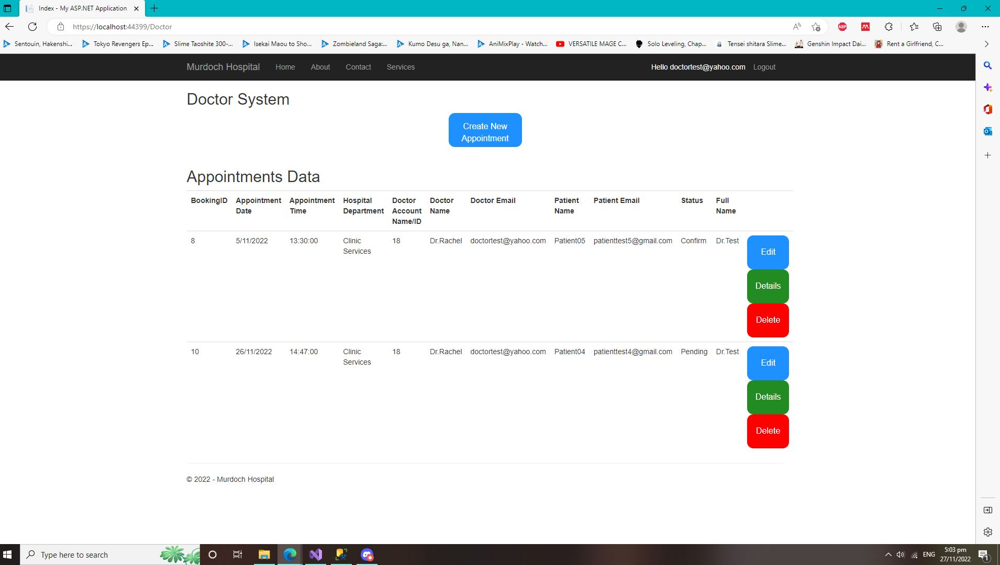 Index - My ASP.NET Application
https://localhost:44399/Doctor
Sentouin, Hakenshi... Tokyo Revengers Ep... Slime Taoshite 300-... Isekai Maou to Sho... Zombieland Saga:... Kumo Desu ga, Nan... AniMixPlay - Watch... VERSATILE MAGE C... Solo Leveling, Chap... Tensei shitara Slime... Genshin Impact Dai... Rent a Girlfriend, C...
Murdoch Hospital Home About Contact Services Hello doctortest@yahoo.com Logout
Doctor System
Create New
Appointment
Appointments Data
BookingID Appointment Appointment Hospital Doctor Doctor Doctor Email Patient Patient Email Status Full
Date Time Department Account Name Name Name
Name/ID
8 5/11/2022 13:30:00 Clinic 18 Dr.Rachel doctortest@yahoo.com Patient05 patienttest5@gmail.com Confirm Dr.Test
Services
Edit
Details
Delete
10 26/11/2022 14:47:00 Clinic 18 Dr.Rachel doctortest@yahoo.com Patient04 patienttest4@gmail.com Pending Dr.Test
Services
Edit
Details
Delete
© 2022 - Murdoch Hospital
Type here to search
ENG
5:03 pm
27/11/2022
1